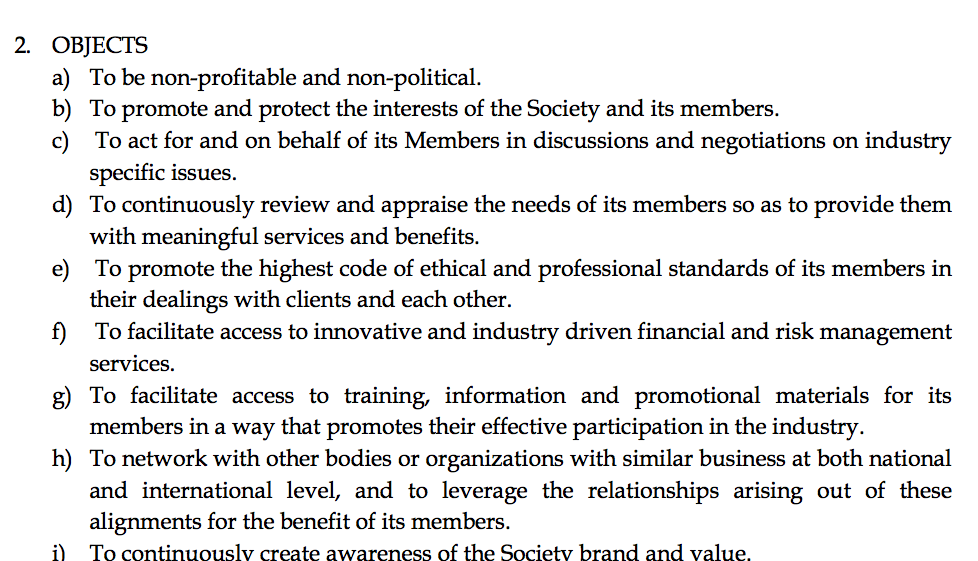 2. OBJECTS
a) To be non-profitable and non-political.
b) To promote and protect the interests of the Society and its members.
c) To act for and on behalf of its Members in discussions and negotiations on industry
specific issues.
d) To continuously review and appraise the needs of its members so as to provide them
with meaningful services and benefits.
e) To promote the highest code of ethical and professional standards of its members in
their dealings with clients and each other.
f) To facilitate access to innovative and industry driven financial and risk management
services.
g) To facilitate access to training, information and promotional materials for its
members in a way that promotes their effective participation in the industry.
h) To network with other bodies or organizations with similar business at both national
and international level, and to leverage the relationships arising out of these
alignments for the benefit of its members.
i) To continuously create awareness of the Society brand and value.